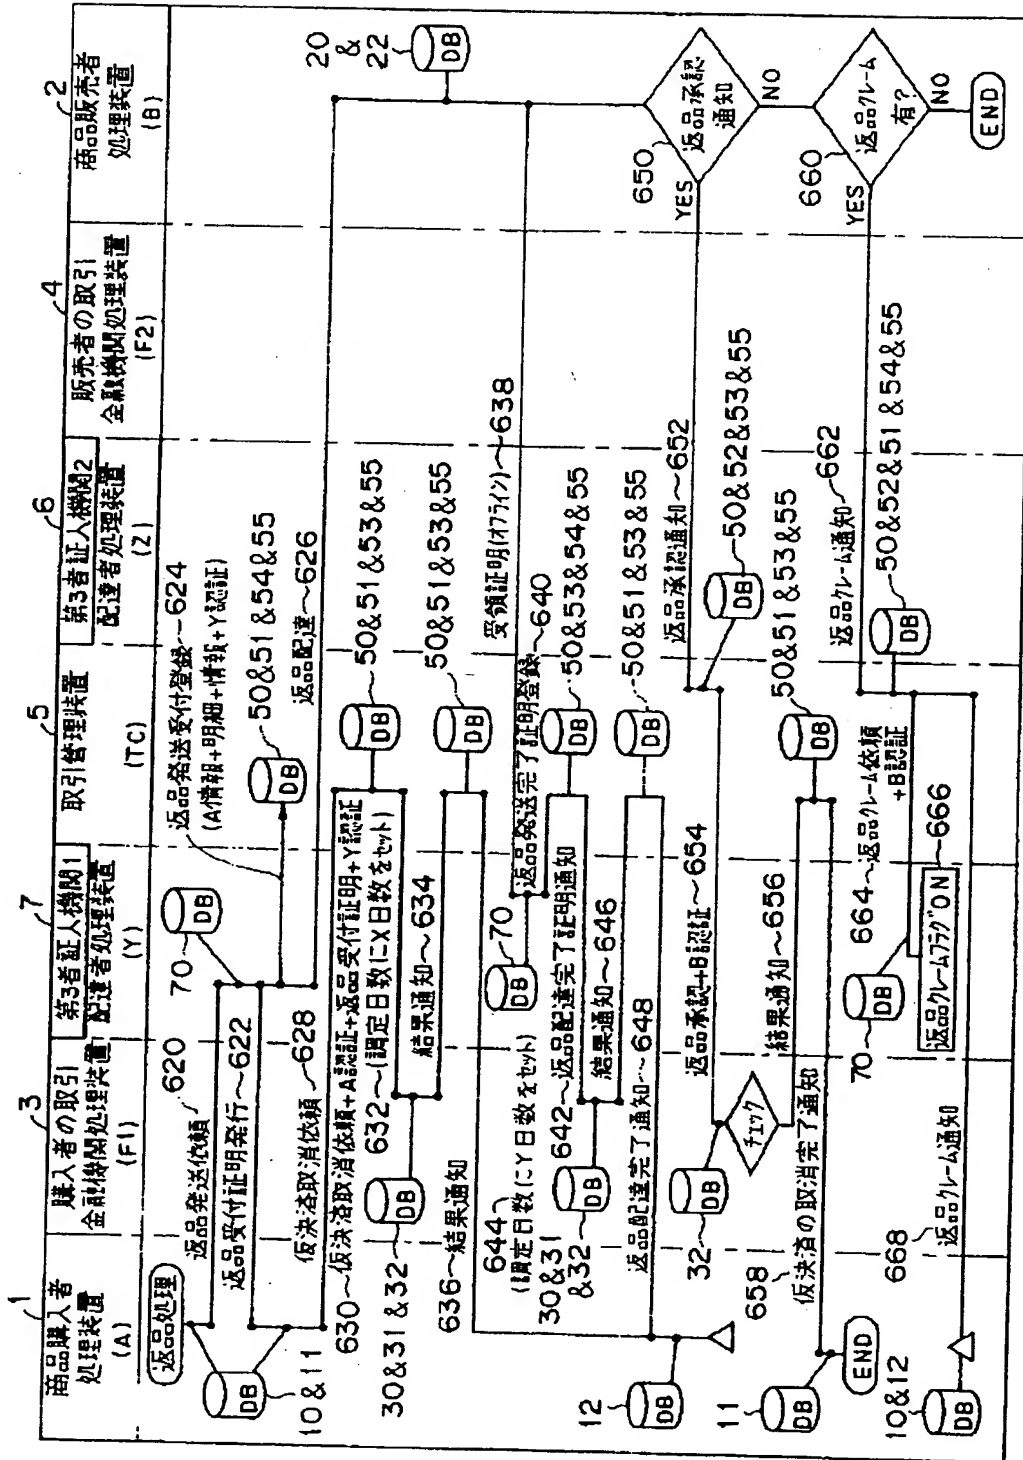 1
商品購入者
処理装置
(A)
3
購入者の取引
金融機関処理装置
(F1)
7
第3者証人機関1
配達者処理装置
(Y)
5
取引管理装置
(TC)
6
第3者証人機関2
配達者処理装置
(Z)
4
販売者の取引
金融機関処理装置
(F2)
2
商品販売者
処理装置
(B)
返品処理
DB
10&11
返品発送依頼
620
返品受付証明発行~622
70
DB
返品発送受付登録~624
(A情報+明細+情報+Y認証)
DB
50&51&54&55
返品配達~626
20
&
22
DB
仮決済取消依頼~628
630~仮決済取消依頼+A認証+返品受付証明+Y認証
632~(調定日数にX日数をセット)
DB
50&51&53&55
DB
30&31&32
結果通知~634
DB
50&51&53&55
636~結果通知
受領証明(オフライン)~638
70
DB
返品発送完了証明登録~640
644
(調定日数にY日数をセット)
642~返品配達完了証明通知
DB
50&53&54&55
30&31
&32
DB
結果通知~646
DB
50&51&53&55
返品配達完了通知~648
12
DB
650
返品承認
通知
YES
NO
返品承認通知~652
DB
50&52&53&55
返品承認+B認証~654
32
DB
チェック
結果通知~656
DB
50&51&53&55
658
仮決済の取消完了通知
11
DB
END
660
返品クレーム
有?
YES
NO
END
返品クレーム通知~662
DB
50&52&51&54&55
664~返品クレーム依頼
+B認証
70
DB
返品クレームフラグON
666
668
返品クレーム通知
10&12
DB